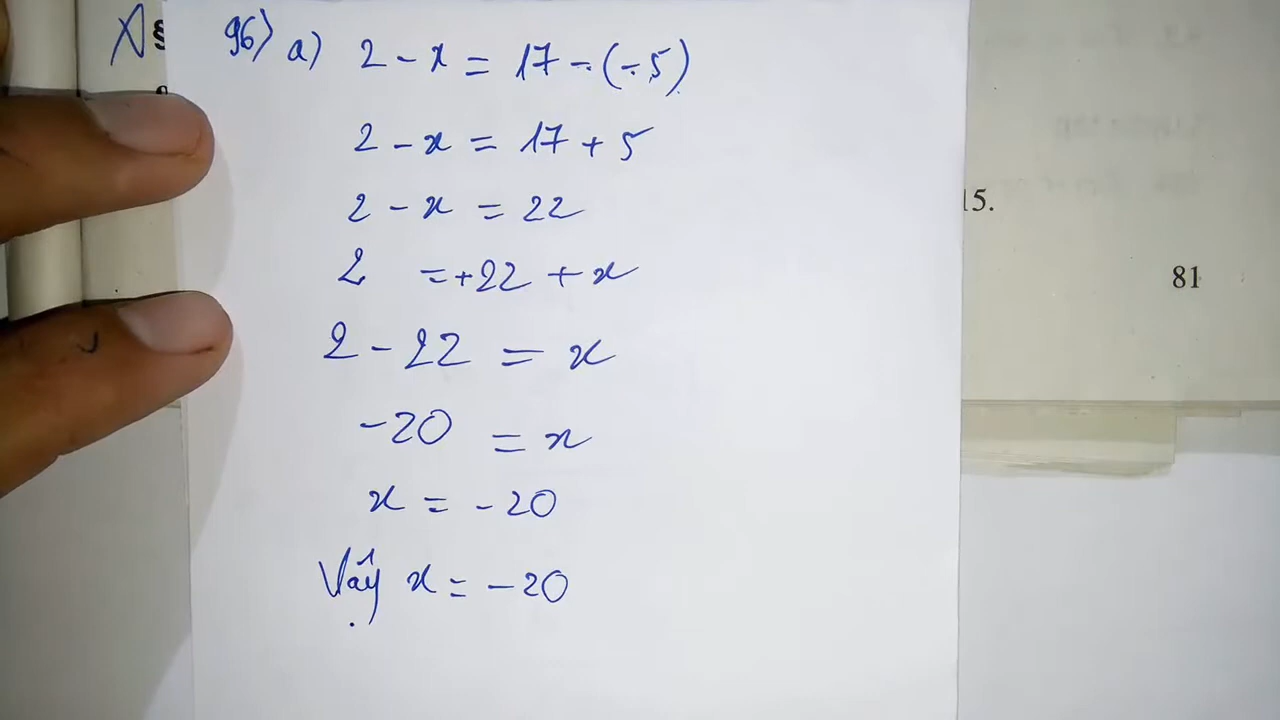 §
96) a) 2 - x = 17 - (-5)
2 - x = 17 + 5
2 - x = 22
2 = +22 + x
2 - 22 = x
-20 = x
x = -20
Vậy x = -20
15.
81